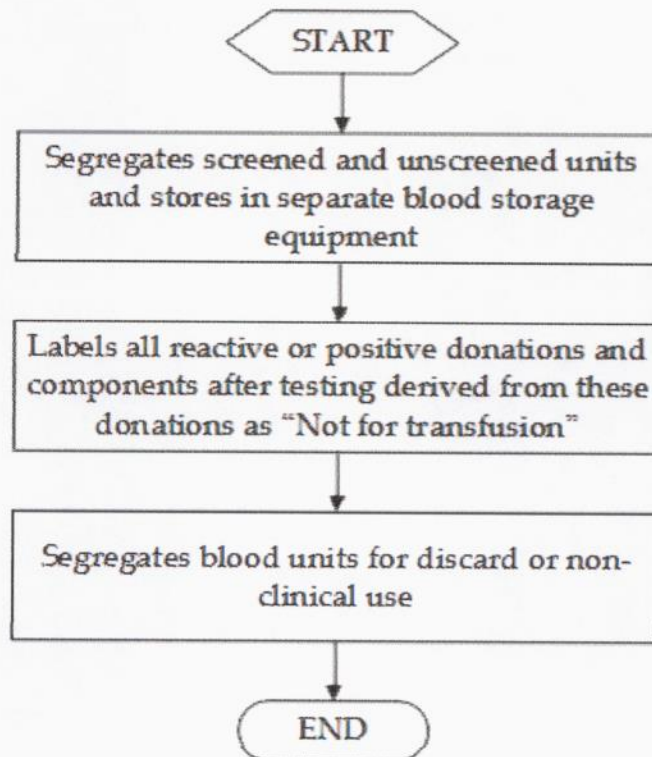 START
Segregates screened and unscreened units
and stores in separate blood storage
equipment
Labels all reactive or positive donations and
components after testing derived from these
donations as “Not for transfusion”
Segregates blood units for discard or non-
clinical use
END